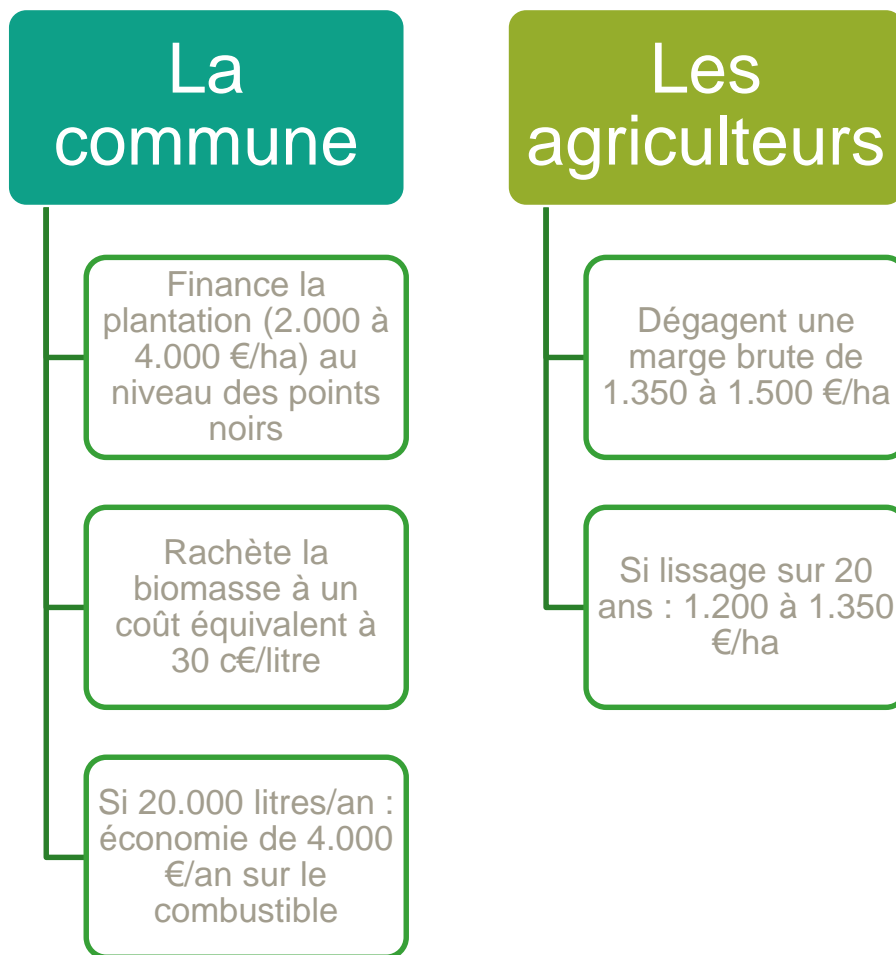 La
commune
Finance la
plantation (2.000 à
4.000 €/ha) au
niveau des points
noirs
Rachète la
biomasse à un
coût équivalent à
30 c€/litre
Si 20.000 litres/an :
économie de 4.000
€/an sur le
combustible
Les
agriculteurs
Dégagent une
marge brute de
1.350 à 1.500 €/ha
Si lissage sur 20
ans : 1.200 à 1.350
€/ha